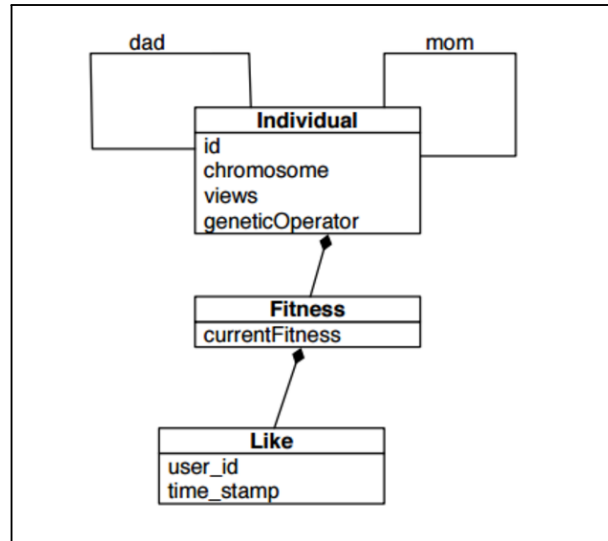 dad
mom
Individual
id
chromosome
views
geneticOperator
Fitness
currentFitness
Like
user_id
time_stamp